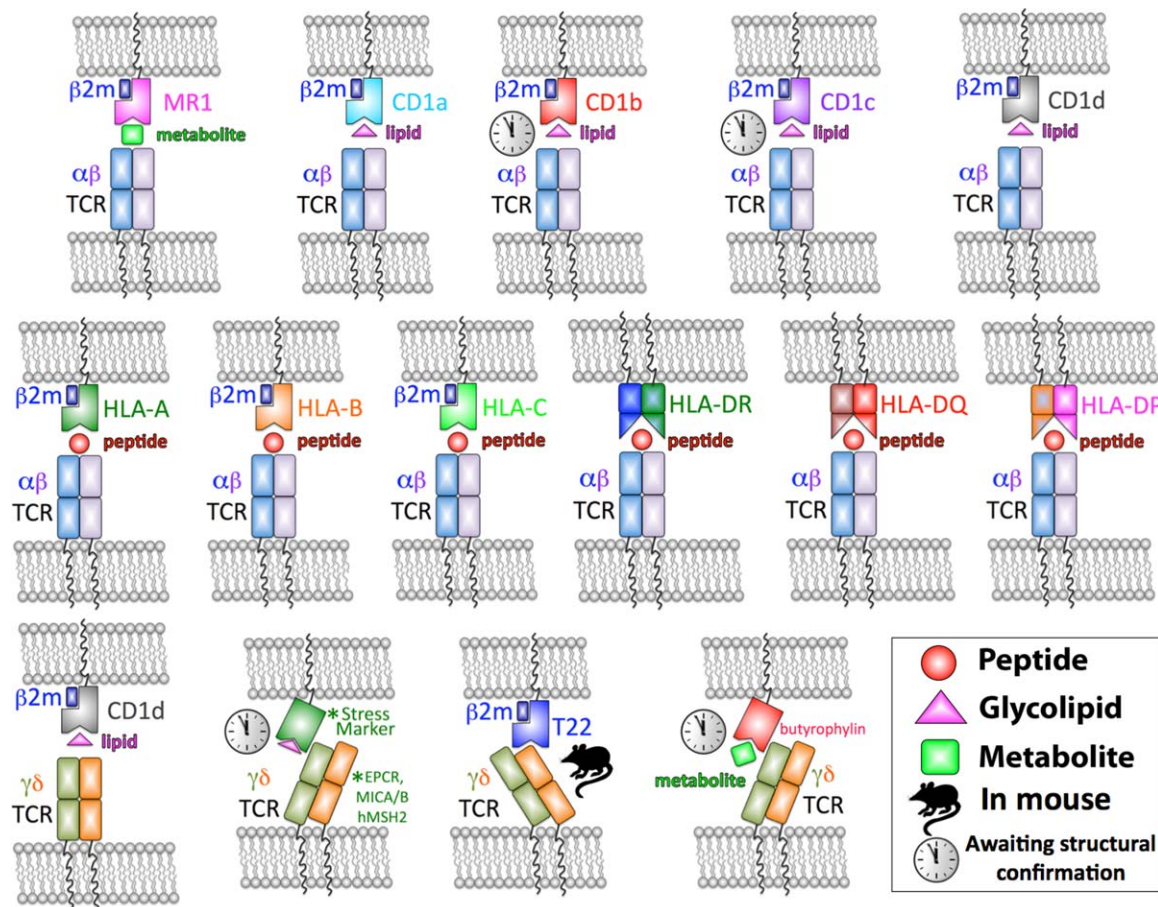 β2m
MR1
metabolite
αβ
TCR
β2m
CD1a
lipid
αβ
TCR
β2m
CD1b
lipid
αβ
TCR
β2m
CD1c
lipid
αβ
TCR
β2m
CD1d
lipid
αβ
TCR
β2m
HLA-A
peptide
αβ
TCR
β2m
HLA-B
peptide
αβ
TCR
β2m
HLA-C
peptide
αβ
TCR
HLA-DR
peptide
αβ
TCR
HLA-DQ
peptide
αβ
TCR
HLA-DP
peptide
αβ
TCR
β2m
CD1d
lipid
γδ
TCR
*Stress
Marker
γδ
TCR
*EPCR,
MICA/B
hMSH2
β2m
T22
γδ
TCR
butyrophylin
metabolite
γδ
TCR
Peptide
Glycolipid
Metabolite
In mouse
Awaiting structural
confirmation